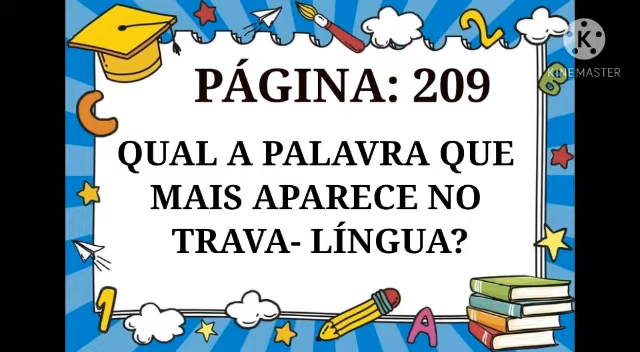 KINEMASTER
PÁGINA: 209
QUAL A PALAVRA QUE
MAIS APARECE NO
TRAVA- LÍNGUA?